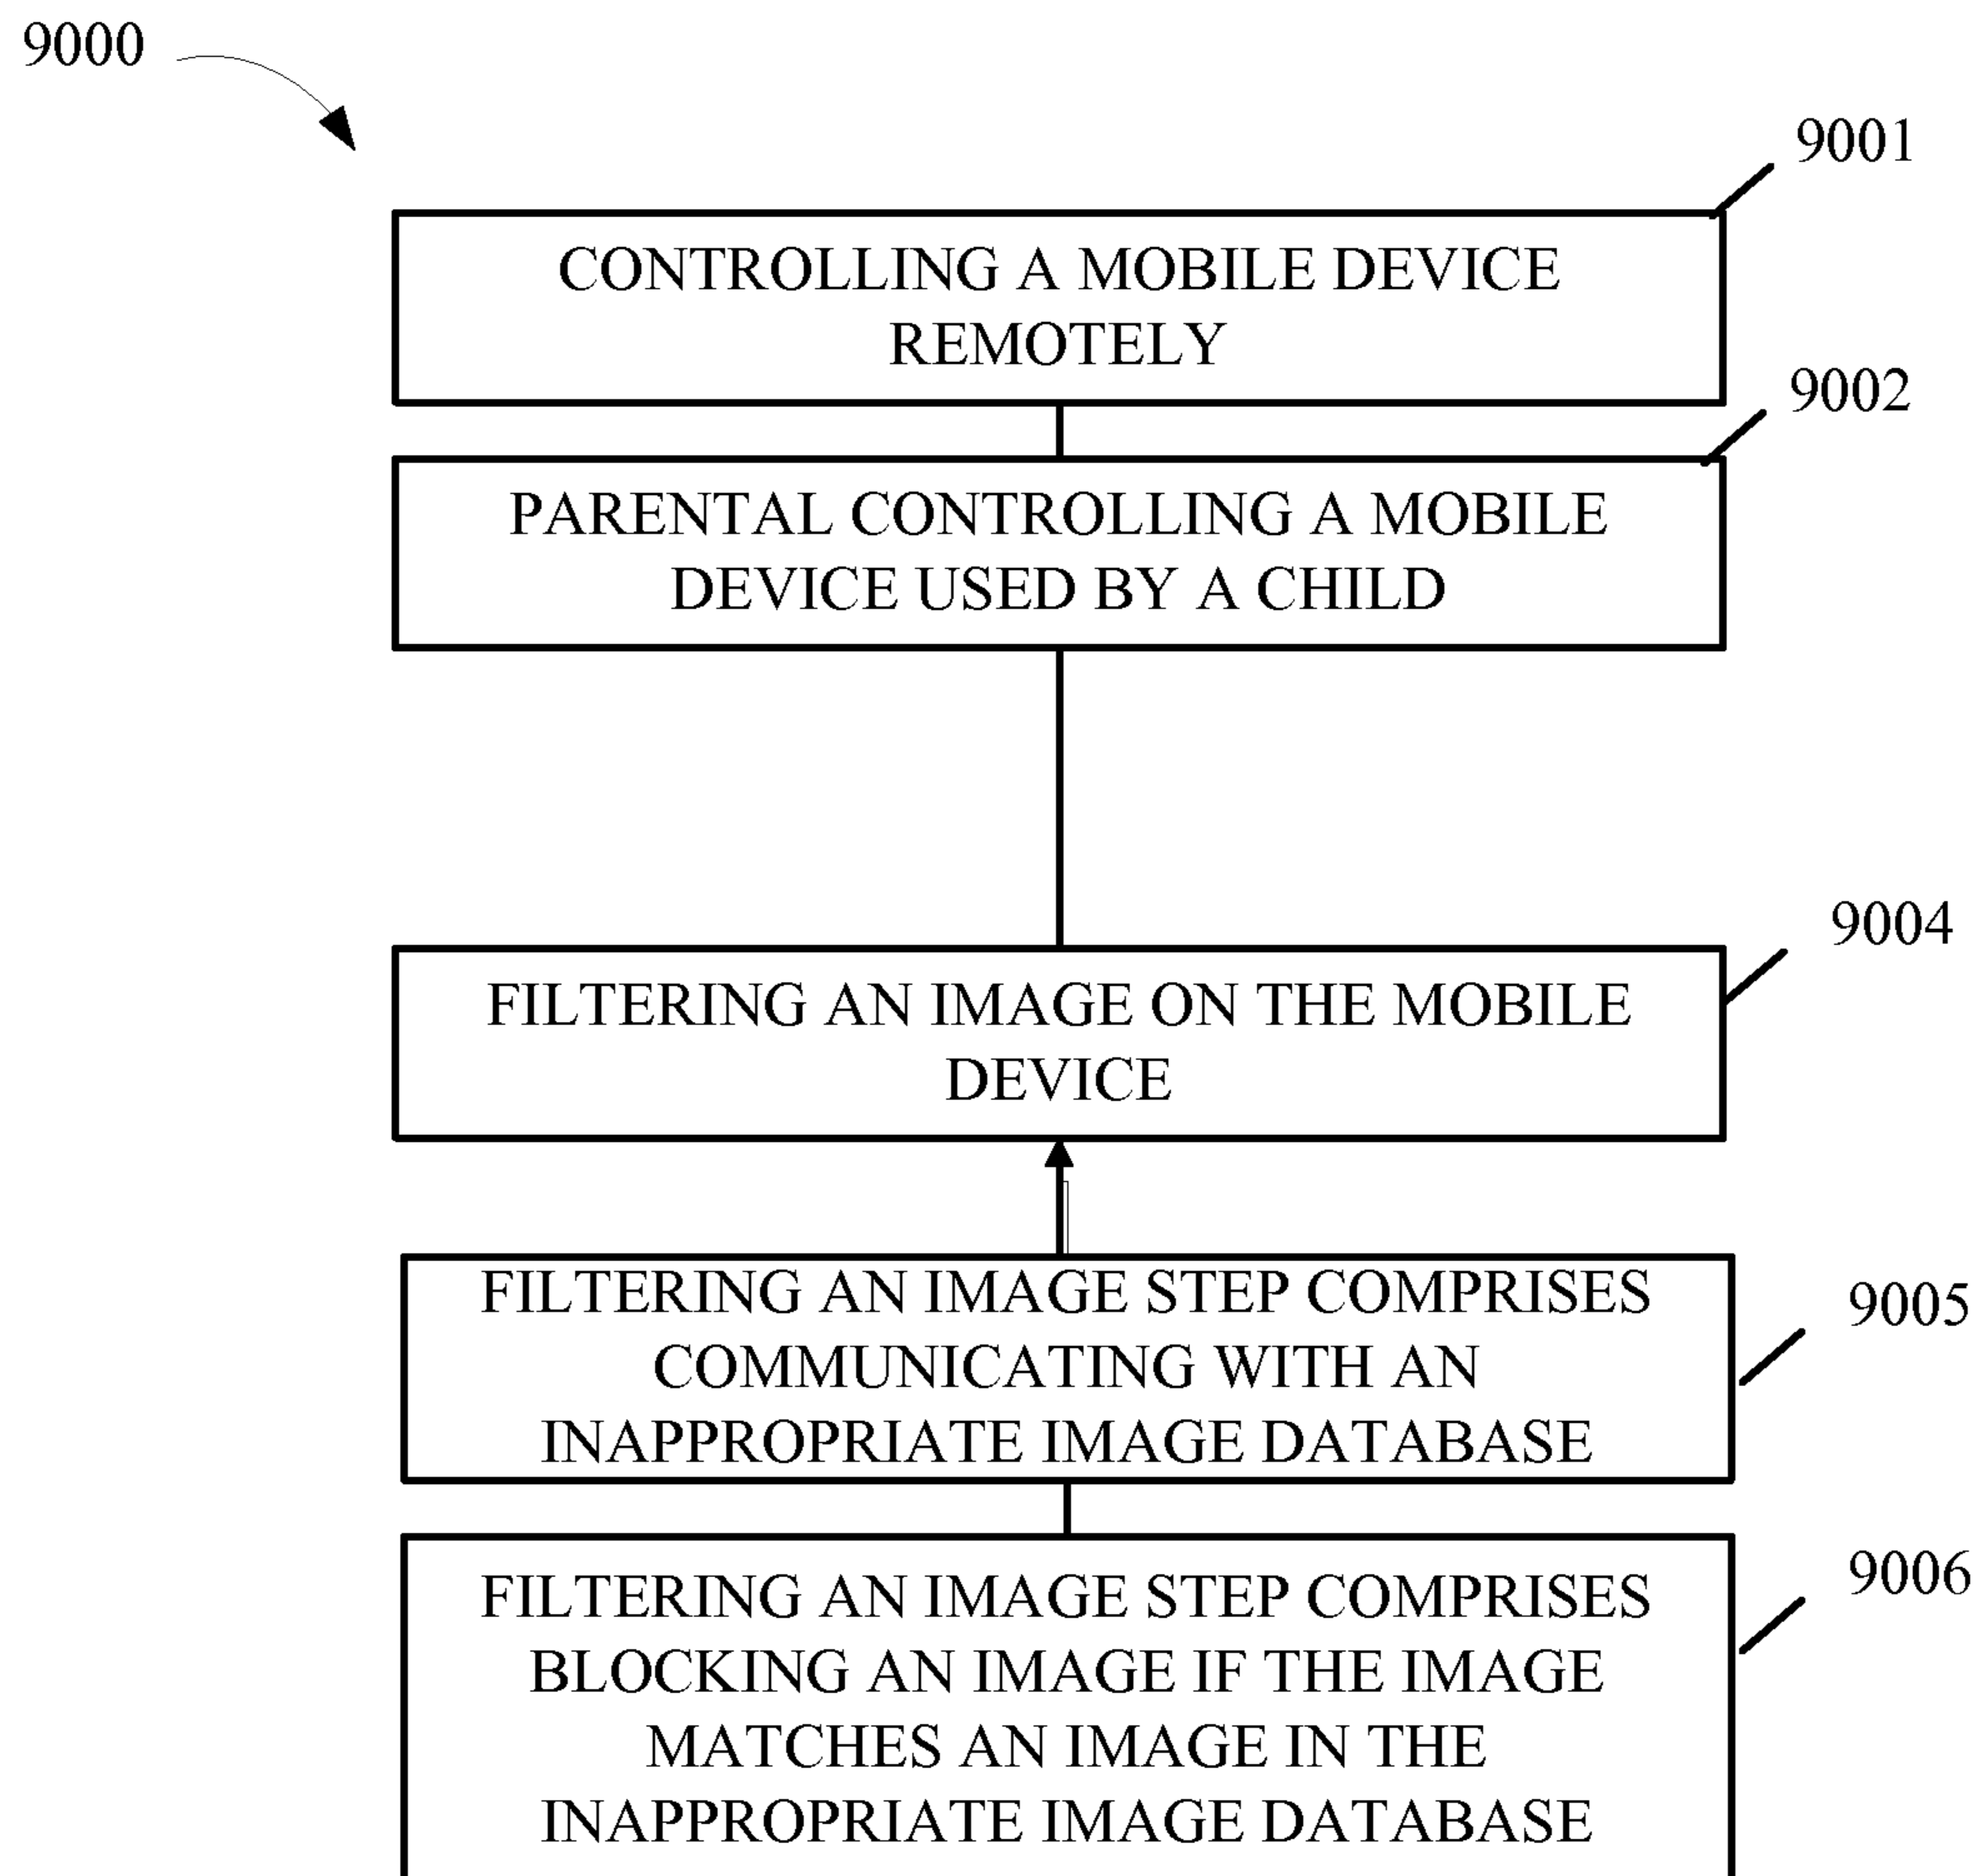 9000
9001
CONTROLLING A MOBILE DEVICE
REMOTELY
9002
PARENTAL CONTROLLING A MOBILE
DEVICE USED BY A CHILD
9004
FILTERING AN IMAGE ON THE MOBILE
DEVICE
9005
FILTERING AN IMAGE STEP COMPRISES
COMMUNICATING WITH AN
INAPPROPRIATE IMAGE DATABASE
9006
FILTERING AN IMAGE STEP COMPRISES
BLOCKING AN IMAGE IF THE IMAGE
MATCHES AN IMAGE IN THE
INAPPROPRIATE IMAGE DATABASE